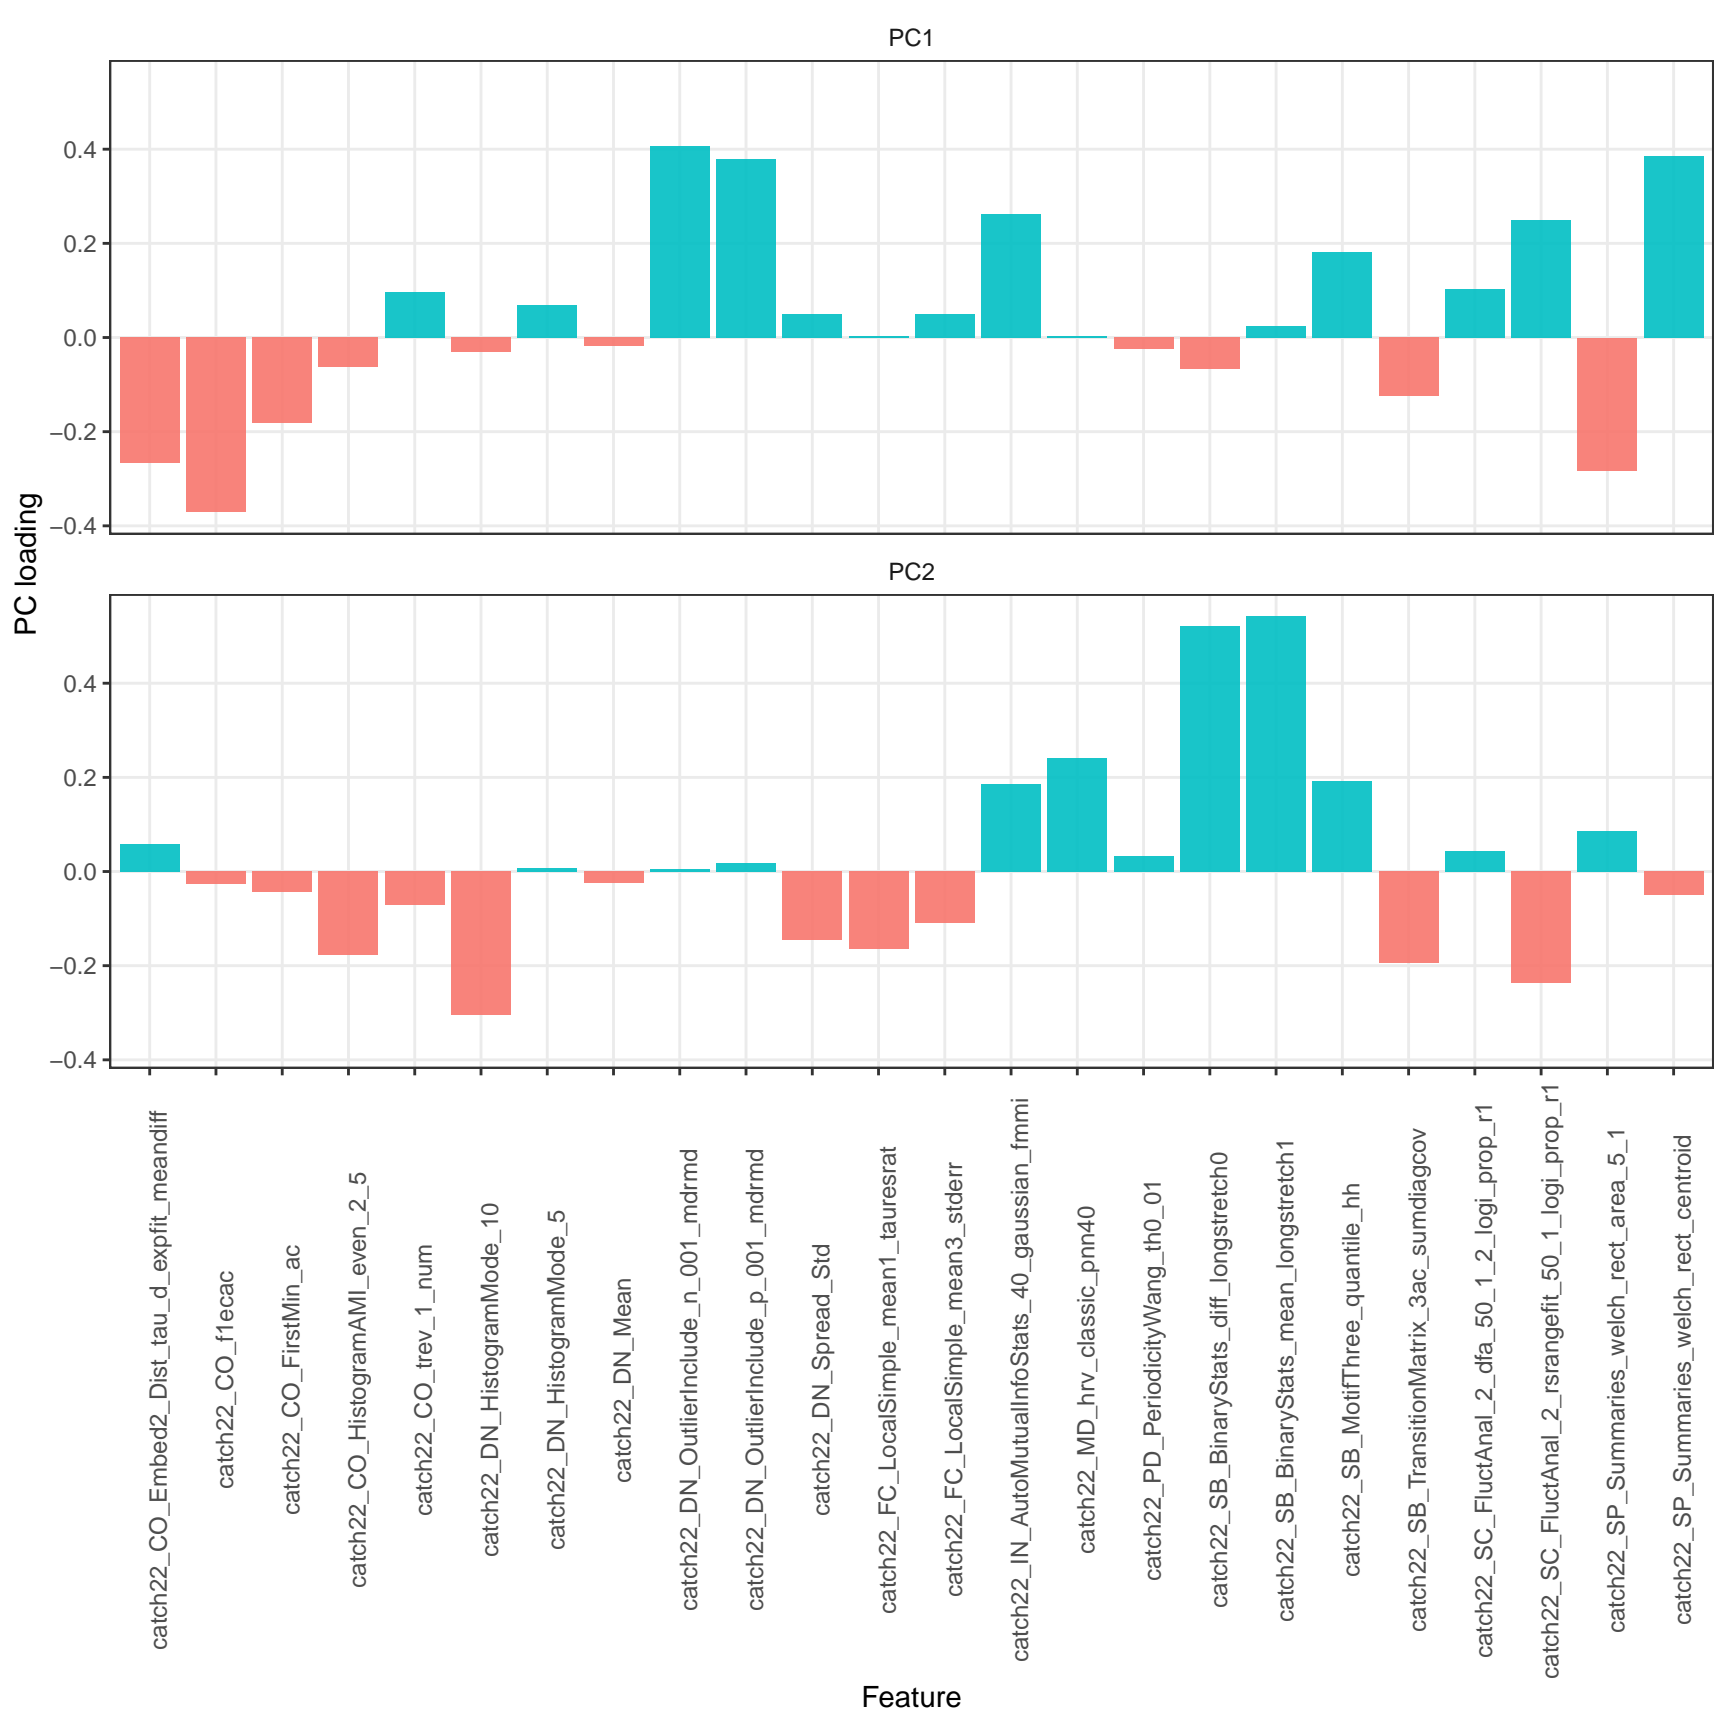 PC1
0.4
0.2
0.0
−0.2
−0.4
PC loading
PC2
0.4
0.2
0.0
−0.2
−0.4
catch22_CO_Embed2_Dist_tau_d_expfit_meandiff
catch22_CO_f1ecac
catch22_CO_FirstMin_ac
catch22_CO_HistogramAMI_even_2_5
catch22_CO_trev_1_num
catch22_DN_HistogramMode_10
catch22_DN_HistogramMode_5
catch22_DN_Mean
catch22_DN_OutlierInclude_n_001_mdrmd
catch22_DN_OutlierInclude_p_001_mdrmd
catch22_DN_Spread_Std
catch22_FC_LocalSimple_mean1_tauresrat
catch22_FC_LocalSimple_mean3_stderr
catch22_IN_AutoMutualInfoStats_40_gaussian_fmmi
catch22_MD_hrv_classic_pnn40
catch22_PD_PeriodicityWang_th0_01
catch22_SB_BinaryStats_diff_longstretch0
catch22_SB_BinaryStats_mean_longstretch1
catch22_SB_MotifThree_quantile_hh
catch22_SB_TransitionMatrix_3ac_sumdiagcov
catch22_SC_FluctAnal_2_dfa_50_1_2_logi_prop_r1
catch22_SC_FluctAnal_2_rsrangefit_50_1_logi_prop_r1
catch22_SP_Summaries_welch_rect_area_5_1
catch22_SP_Summaries_welch_rect_centroid
Feature